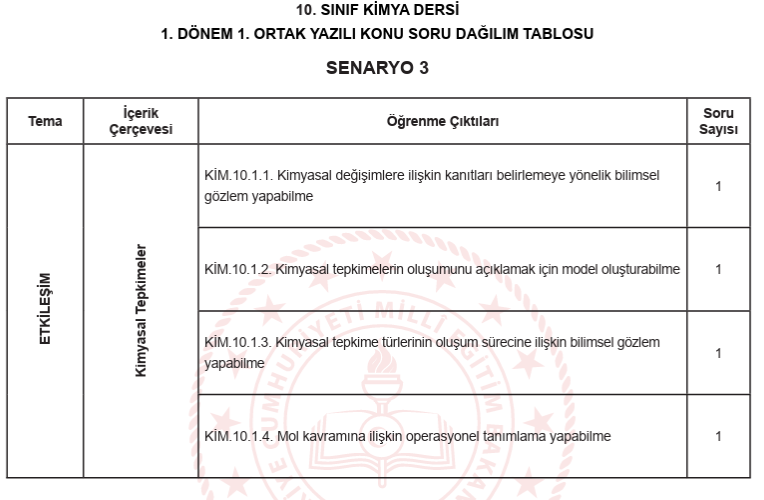 10. SINIF KİMYA DERSİ
1. DÖNEM 1. ORTAK YAZILI KONU SORU DAĞILIM TABLOSU
SENARYO 3
Tema
İçerik
Çerçevesi
Öğrenme Çıktıları
Soru
Sayısı
ETKİLEŞİM
Kimyasal Tepkimeler
KİM.10.1.1. Kimyasal değişimlere ilişkin kanıtları belirlemeye yönelik bilimsel
gözlem yapabilme
1
KİM.10.1.2. Kimyasal tepkimelerin oluşumunu açıklamak için model oluşturabilme
1
KİM.10.1.3. Kimyasal tepkime türlerinin oluşum sürecine ilişkin bilimsel gözlem
yapabilme
1
KİM.10.1.4. Mol kavramına ilişkin operasyonel tanımlama yapabilme
1